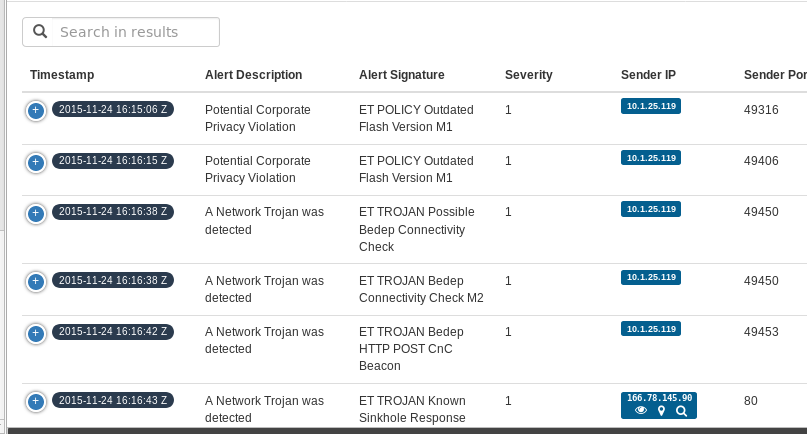 Search in results
Timestamp Alert Description Alert Signature Severity Sender IP Sender Por
+ 2015-11-24 16:15:06 Z Potential Corporate ET POLICY Outdated 1 10.1.25.119 49316
Privacy Violation Flash Version M1
+ 2015-11-24 16:16:15 Z Potential Corporate ET POLICY Outdated 1 10.1.25.119 49406
Privacy Violation Flash Version M1
+ 2015-11-24 16:16:38 Z A Network Trojan was ET TROJAN Possible 1 10.1.25.119 49450
detected Bedep Connectivity
Check
+ 2015-11-24 16:16:38 Z A Network Trojan was ET TROJAN Bedep 1 10.1.25.119 49450
detected Connectivity Check M2
+ 2015-11-24 16:16:42 Z A Network Trojan was ET TROJAN Bedep 1 10.1.25.119 49453
detected HTTP POST CnC
Beacon
+ 2015-11-24 16:16:43 Z A Network Trojan was ET TROJAN Known 1 166.78.145.90 80
detected Sinkhole Response